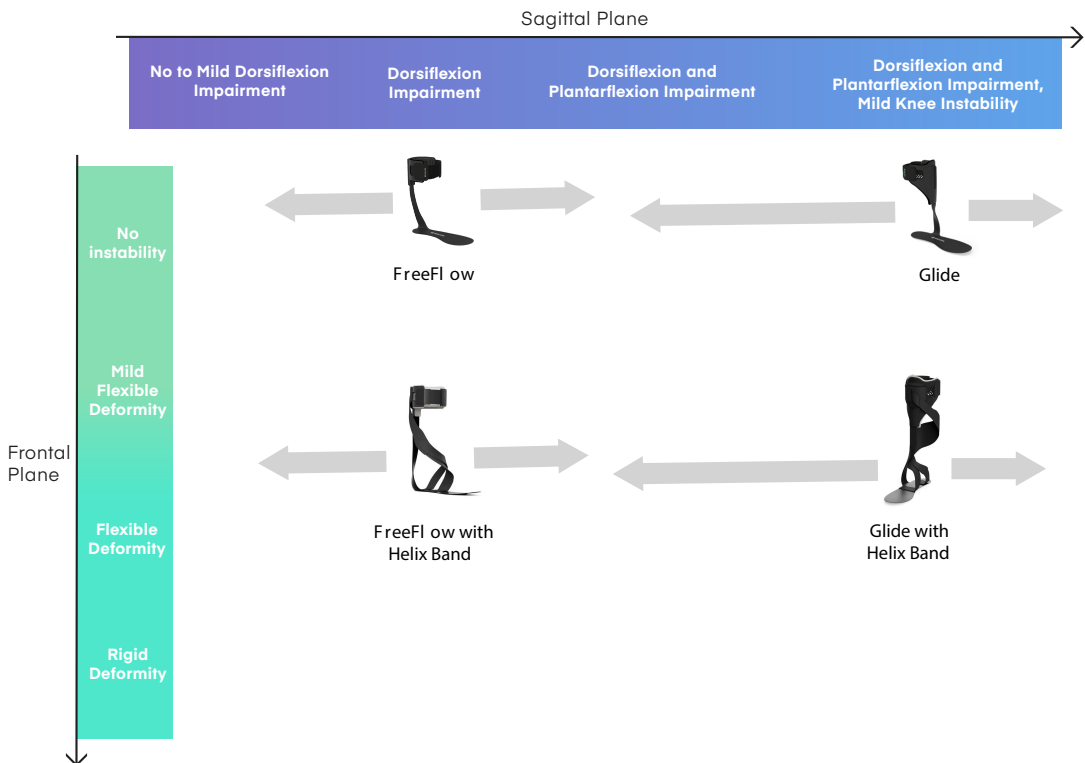 Sagittal Plane
No to Mild Dorsiflexion
Impairment
Dorsiflexion
Impairment
Dorsiflexion and
Plantarflexion Impairment
Dorsiflexion and
Plantarflexion Impairment,
Mild Knee Instability
No
instability
FreeFl ow
Glide
Mild
Flexible
Deformity
Frontal
Plane
Flexible
Deformity
FreeFl ow with
Helix Band
Glide with
Helix Band
Rigid
Deformity